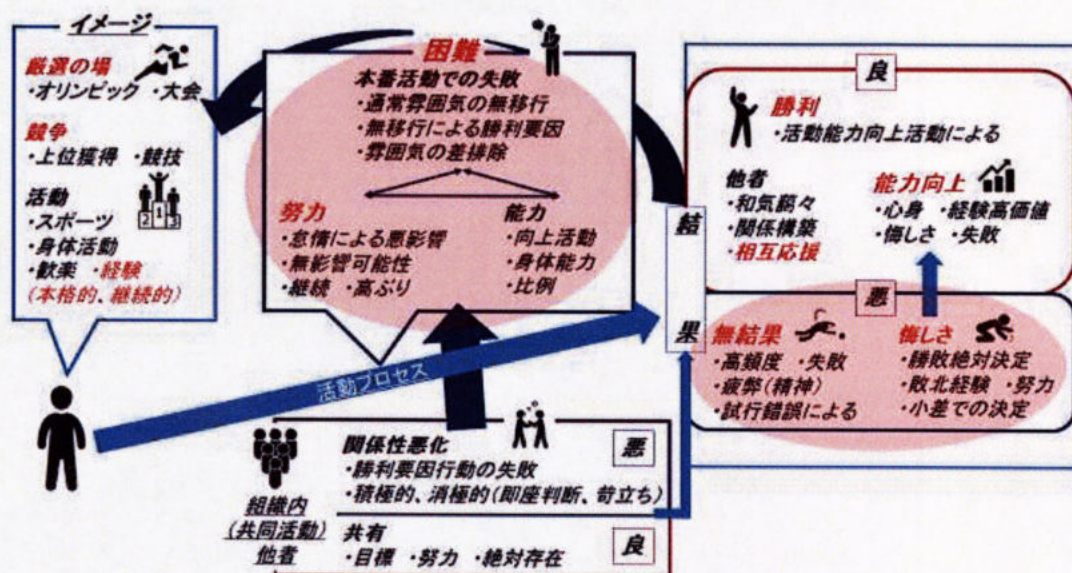 イメージ
厳選の場
・オリンピック ・大会
競争
・上位獲得 ・競技
活動
・スポーツ
・身体活動
・歓楽 ・経験
(本格的、継続的)
2 1 3
困難
本番活動での失敗
・通常雰囲気の無移行
・無移行による勝利要因
・雰囲気の差排除
努力
・怠惰による悪影響
・無影響可能性
・継続 ・高ぶり
能力
・向上活動
・身体能力
・比例
活動プロセス
結
果
良
勝利
・活動能力向上活動による
他者
・和気藹々
・関係構築
・相互応援
能力向上
・心身 ・経験高価値
・悔しさ ・失敗
悪
無結果
・高頻度 ・失敗
・疲弊(精神)
・試行錯誤による
悔しさ
・勝敗絶対決定
・敗北経験 ・努力
・小差での決定
組織内
(共同活動)
他者
関係性悪化
悪
・勝利要因行動の失敗
・積極的、消極的(即座判断、苛立ち)
共有
良
・目標 ・努力 ・絶対存在